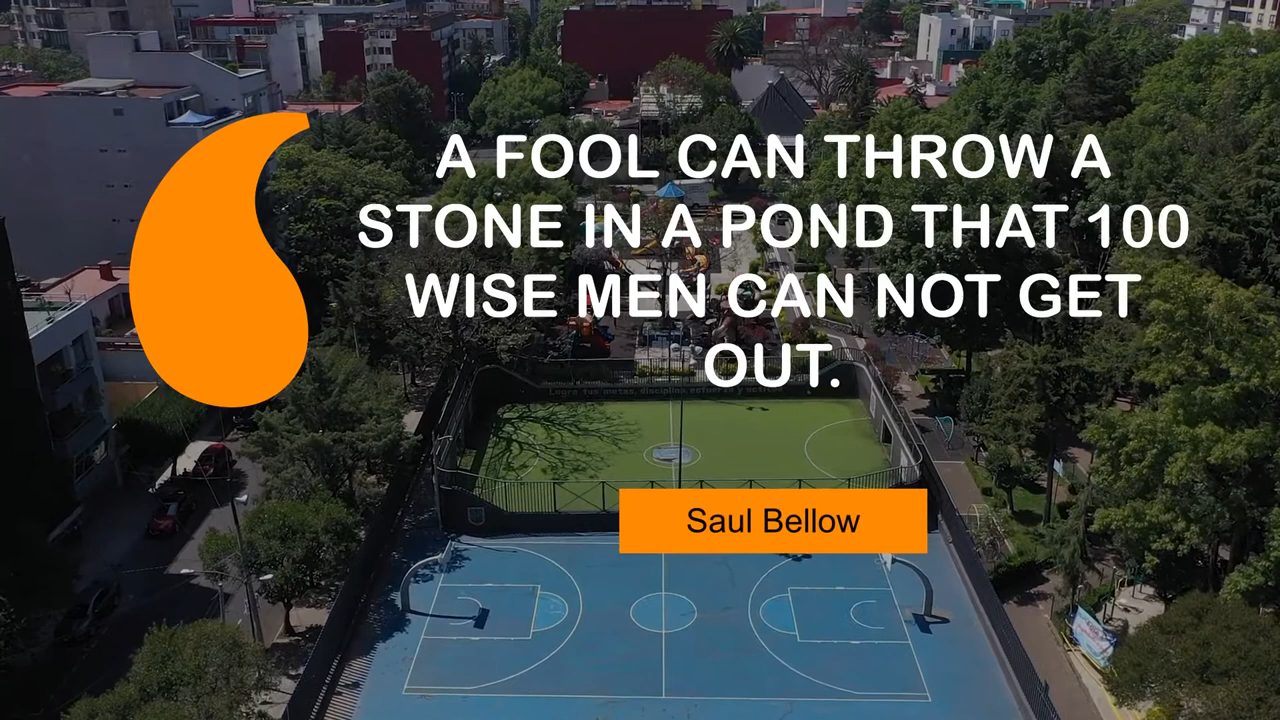 A FOOL CAN THROW A
STONE IN A POND THAT 100
WISE MEN CAN NOT GET
OUT.
Saul Bellow